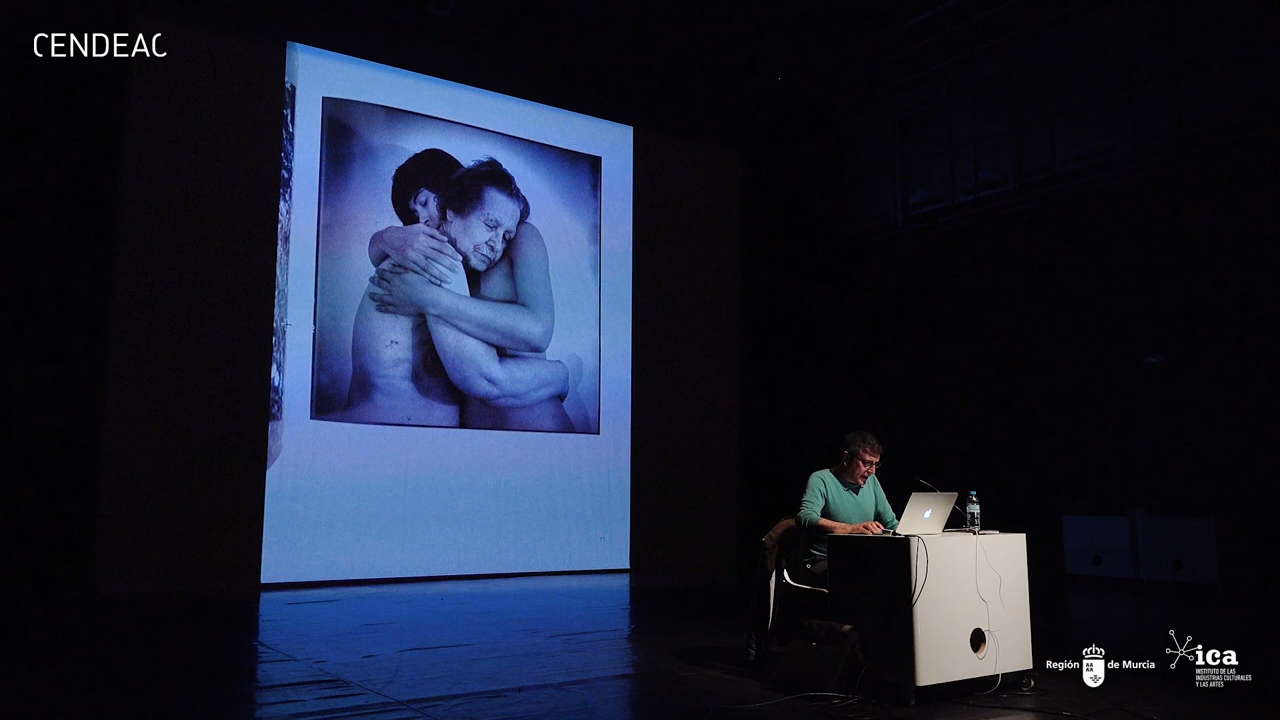 CENDEAC
Región de Murcia
ica
INSTITUTO DE LAS
INDUSTRIAS CULTURALES
Y LAS ARTES